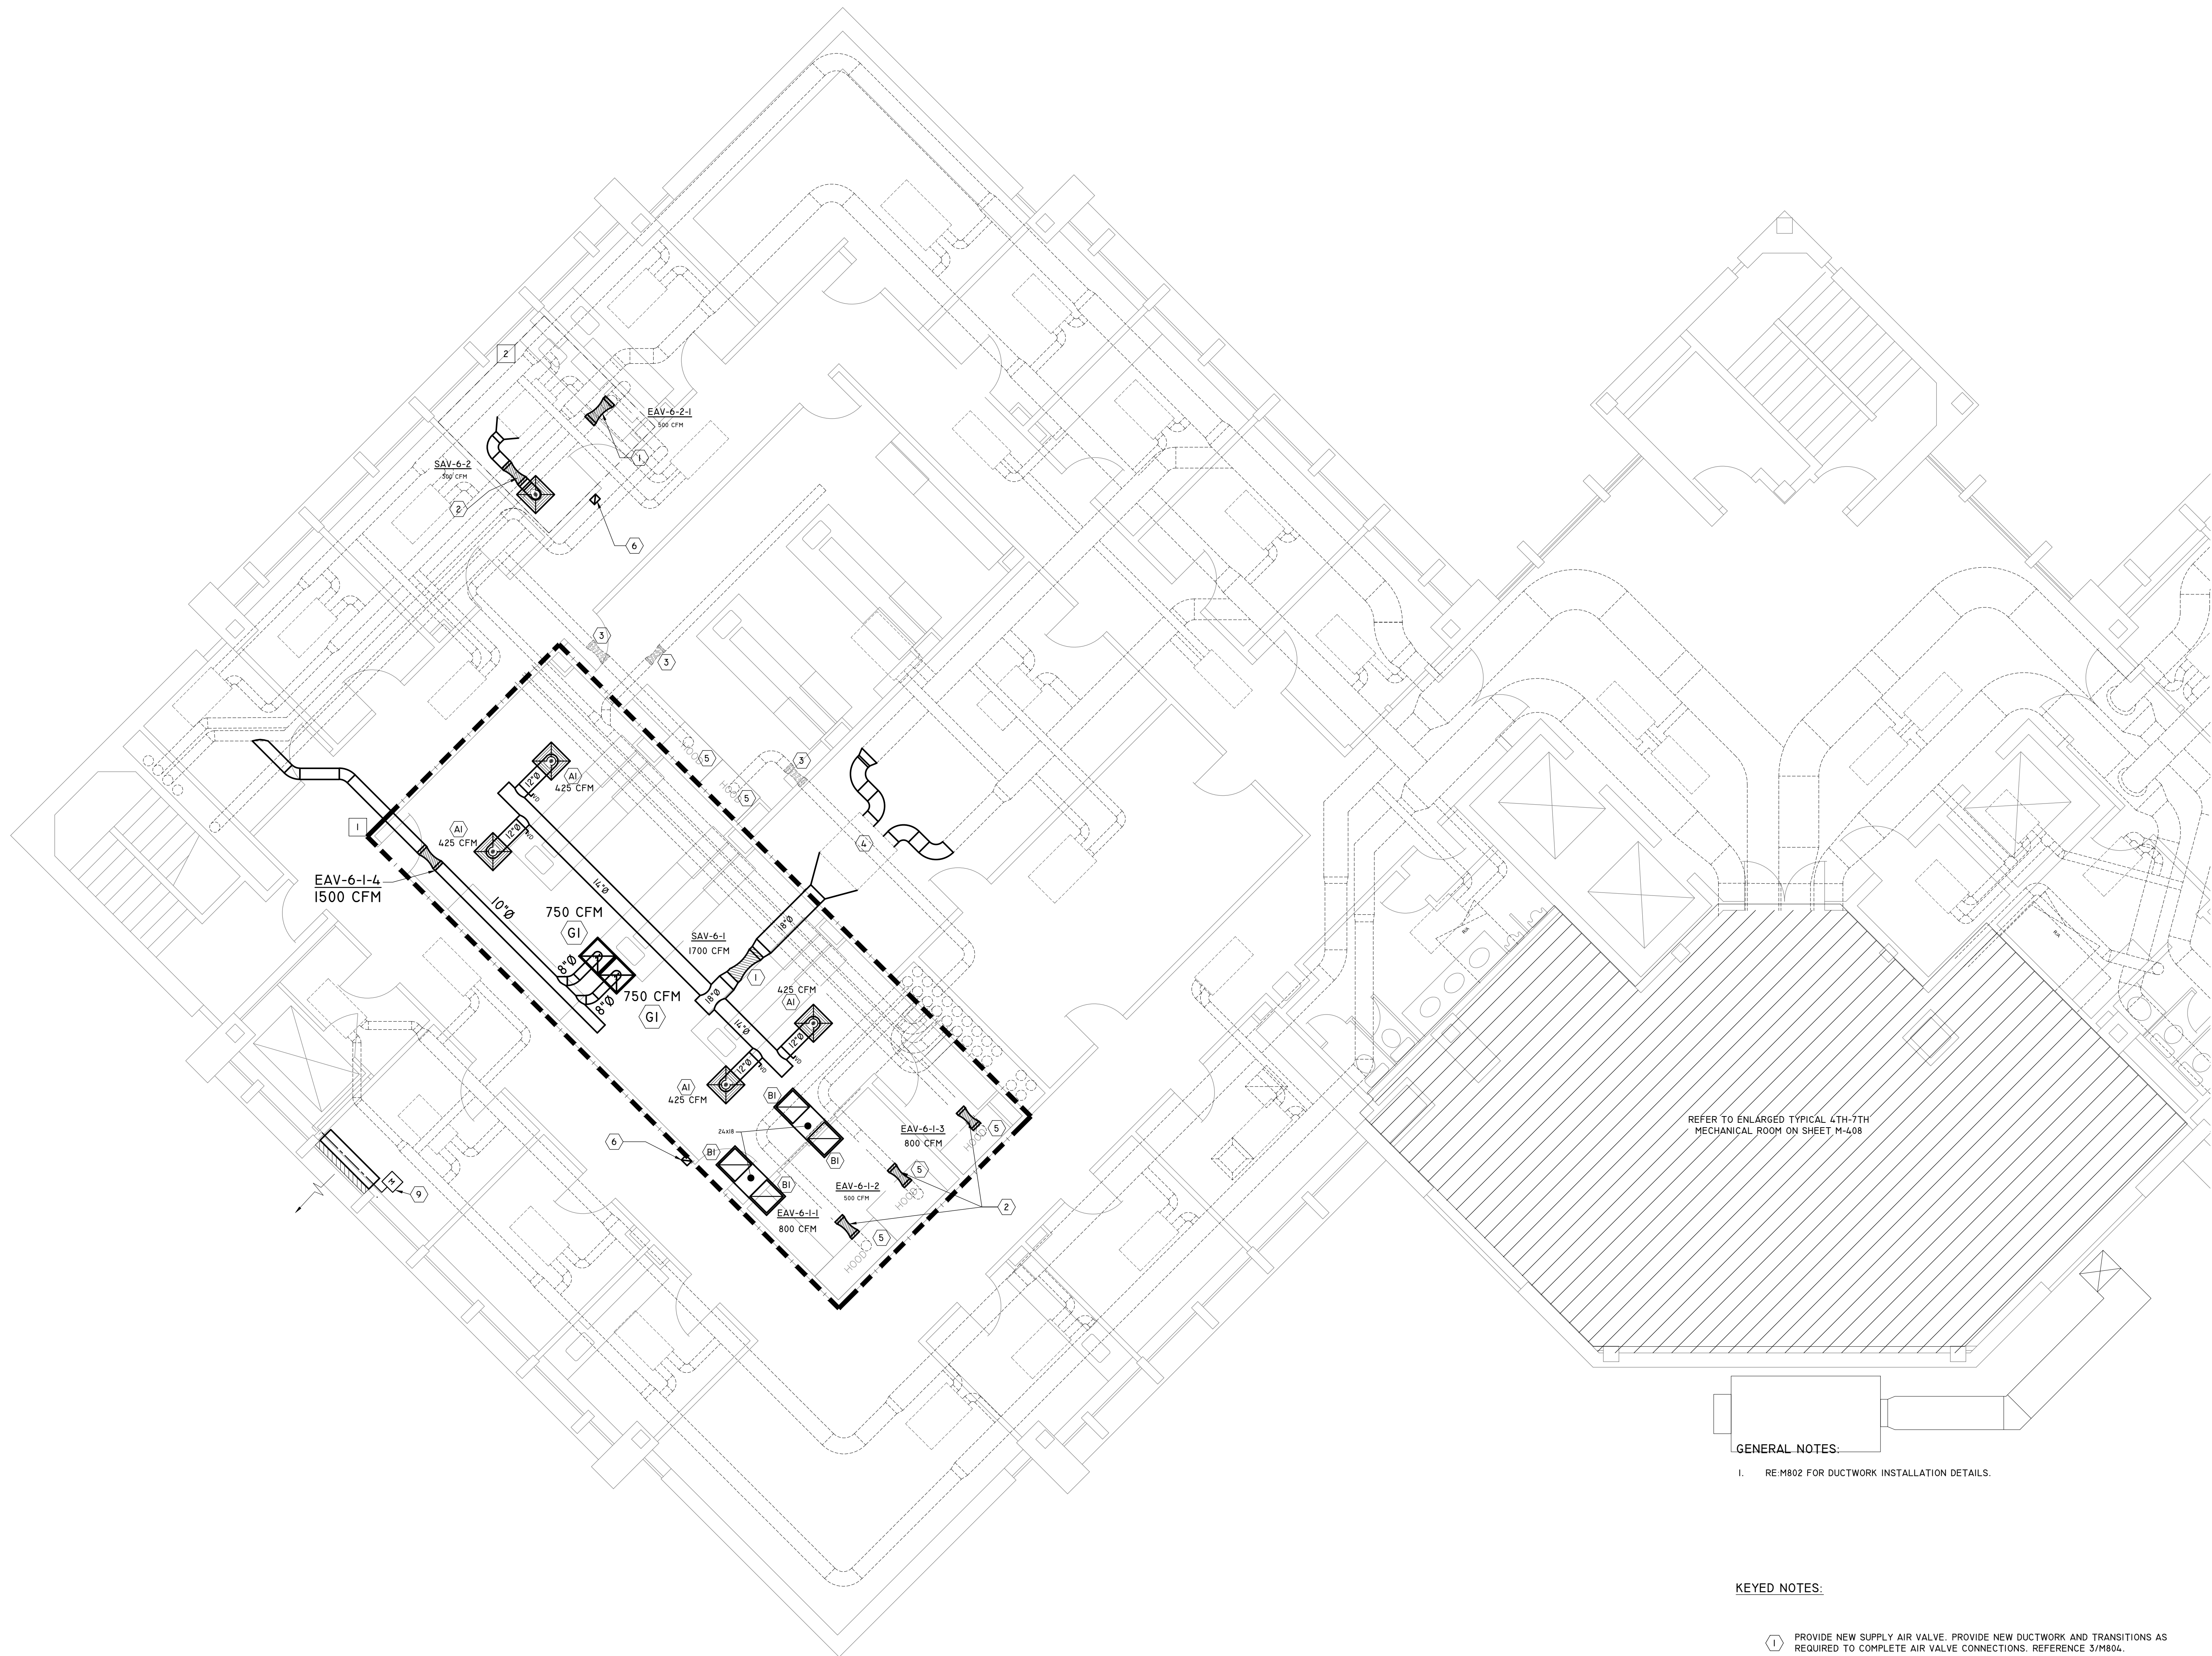 2
EAV-6-2-1
500 CFM
1
SAV-6-2
300 CFM
2
6
3
3
HOOD
5
3
HOOD
5
12"Ø
A1
425 CFM
VD
1
A1
425 CFM
12"Ø
VD
4
EAV-6-1-4
1500 CFM
14"Ø
10"Ø
750 CFM
G1
SAV-6-1
1700 CFM
18"Ø
8"Ø
1
750 CFM
G1
8"Ø
18"Ø
425 CFM
A1
14"Ø
12"Ø
VD
12"Ø
VD
A1
425 CFM
B1
24x18
EAV-6-1-3
800 CFM
5
HOOD
6
B1
B1
5
9
M
B1
EAV-6-1-2
500 CFM
HOOD
2
EAV-6-1-1
800 CFM
5
HOOD
REFER TO ENLARGED TYPICAL 4TH-7TH
MECHANICAL ROOM ON SHEET M-408
GENERAL NOTES:
1. RE:M802 FOR DUCTWORK INSTALLATION DETAILS.
KEYED NOTES:
1 PROVIDE NEW SUPPLY AIR VALVE. PROVIDE NEW DUCTWORK AND TRANSITIONS AS
REQUIRED TO COMPLETE AIR VALVE CONNECTIONS. REFERENCE 3/M804.